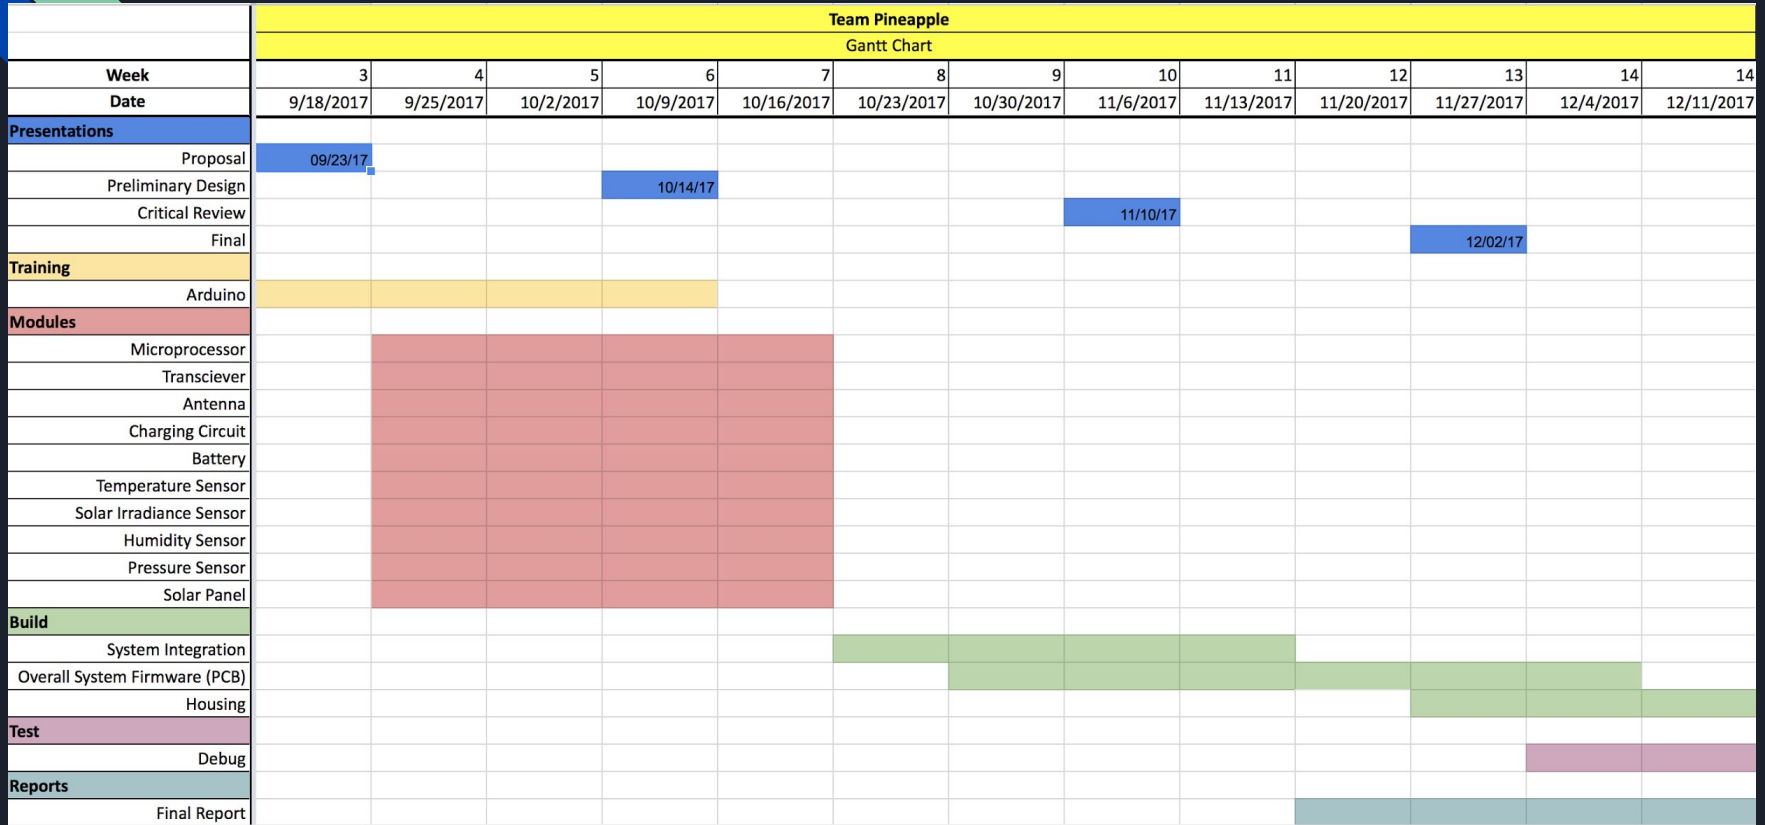 Team Pineapple
Gantt Chart
Week 3 4 5 6 7 8 9 10 11 12 13 14 14
Date 9/18/2017 9/25/2017 10/2/2017 10/9/2017 10/16/2017 10/23/2017 10/30/2017 11/6/2017 11/13/2017 11/20/2017 11/27/2017 12/4/2017 12/11/2017
Presentations
Proposal 09/23/17
Preliminary Design 10/14/17
Critical Review 11/10/17
Final 12/02/17
Training
Arduino
Modules
Microprocessor
Transciever
Antenna
Charging Circuit
Battery
Temperature Sensor
Solar Irradiance Sensor
Humidity Sensor
Pressure Sensor
Solar Panel
Build
System Integration
Overall System Firmware (PCB)
Housing
Test
Debug
Reports
Final Report